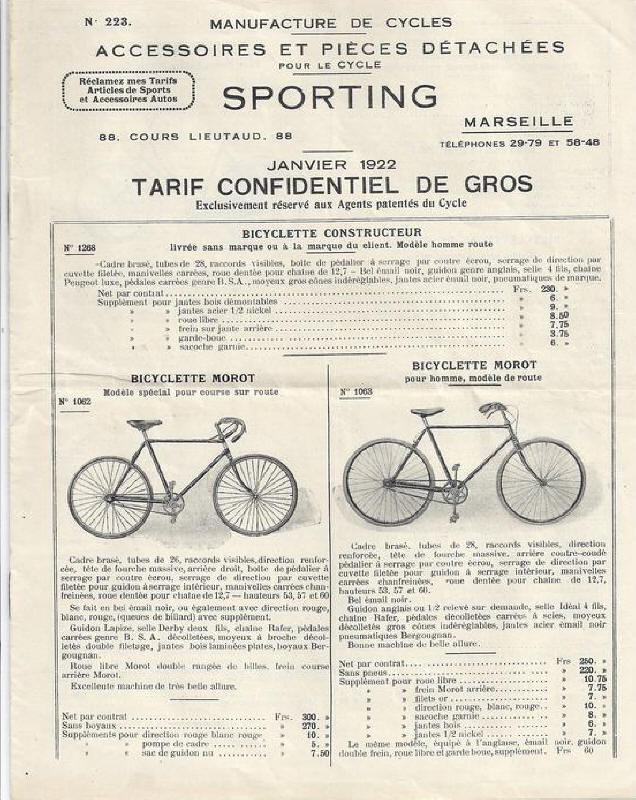 N° 223.
MANUFACTURE DE CYCLES
ACCESSOIRES ET PIÈCES DÉTACHÉES
POUR LE CYCLE
Réclamez mes Tarifs
Articles de Sports
et Accessoires Autos
SPORTING
MARSEILLE
88, COURS LIEUTAUD, 88
TÉLÉPHONES 29-79 ET 58-48
JANVIER 1922
TARIF CONFIDENTIEL DE GROS
Exclusivement réservé aux Agents patentés du Cycle
BICYCLETTE CONSTRUCTEUR
N° 1268
livrée sans marque ou à la marque du client. Modèle homme route
Cadre brasé, tubes de 28, raccords visibles, boîte de pédalier à serrage par contre écrou, serrage de direction par
cuvette filetée, manivelles carrées, roue dentée pour chaîne de 12,7 – Bel émail noir, guidon genre anglais, selle 4 fils, chaîne
Peugeot luxe, pédales carrées genre B.S.A., moyeux gros cônes indéréglables, jantes acier émail noir, pneumatiques de marque.
Net par contrat Frs. 230. »
Supplément pour jantes bois démontables » 6. »
» » jantes acier 1/2 nickel » 9. »
» » roue libre » 8.50
» » frein sur jante arrière » 7.75
» » garde-boue » 3.75
» » sacoche garnie » 6. »
BICYCLETTE MOROT
Modèle spécial pour course sur route
N° 1062
Cadre brasé, tubes de 26, raccords visibles, direction renfor-
cée, tête de fourche massive, arrière droit, boîte de pédalier à
serrage par contre écrou, serrage de direction par cuvette
filetée pour guidon à serrage intérieur, manivelles carrées chan-
freinées, roue dentée pour chaîne de 12,7 — hauteurs 53, 57 et 60
Se fait en bel émail noir, ou également avec direction rouge,
blanc, rouge, (queues de billard) avec supplément.
Guidon Lapize, selle Derby deux fils, chaîne Rafer, pédales
carrées genre B. S. A. décolletées, moyeux à broche décol-
letés double filetage, jantes bois laminées plates, boyaux Ber-
gougnan.
Roue libre Morot double rangée de billes, frein course
arrière Morot.
Excellente machine de très belle allure.
Net par contrat Frs. 300. »
Sans boyaux » 270. »
Suppléments pour direction rouge blanc rouge » 10. »
» » pompe de cadre » 5. »
» » sac de guidon nu » 7.50
BICYCLETTE MOROT
pour homme, modèle de route
N° 1063
Cadre brasé, tubes de 28, raccords visibles, direction
renforcée, tête de fourche massive, arrière contre-coudé
pédalier à serrage par contre écrou, serrage de direction par
cuvette filetée pour guidon à serrage intérieur, manivelles
carrées chanfreinées, roue dentée pour chaîne de 12,7,
hauteurs 53, 57 et 60.
Bel émail noir.
Guidon anglais ou 1/2 relevé sur demande, selle Idéal 4 fils,
chaîne Rafer, pédales décolletées carrées à scies, moyeux
décolletés gros cônes indéréglables, jantes acier émail noir
pneumatiques Bergougnan.
Bonne machine de belle allure.
Net par contrat Frs 250. »
Sans pneus » 220. »
Supplément pour roue libre » 10.75
» » frein Morot arrière » 7.75
» » filets or » 7. »
» » direction rouge, blanc, rouge » 10. »
» » sacoche garnie » 8. »
» » jantes bois » 6. »
» » jantes 1/2 nickel » 7. »
Le même modèle, équipé à l'anglaise, émail noir, guidon
double frein, roue libre et garde boue, supplément. Frs 60